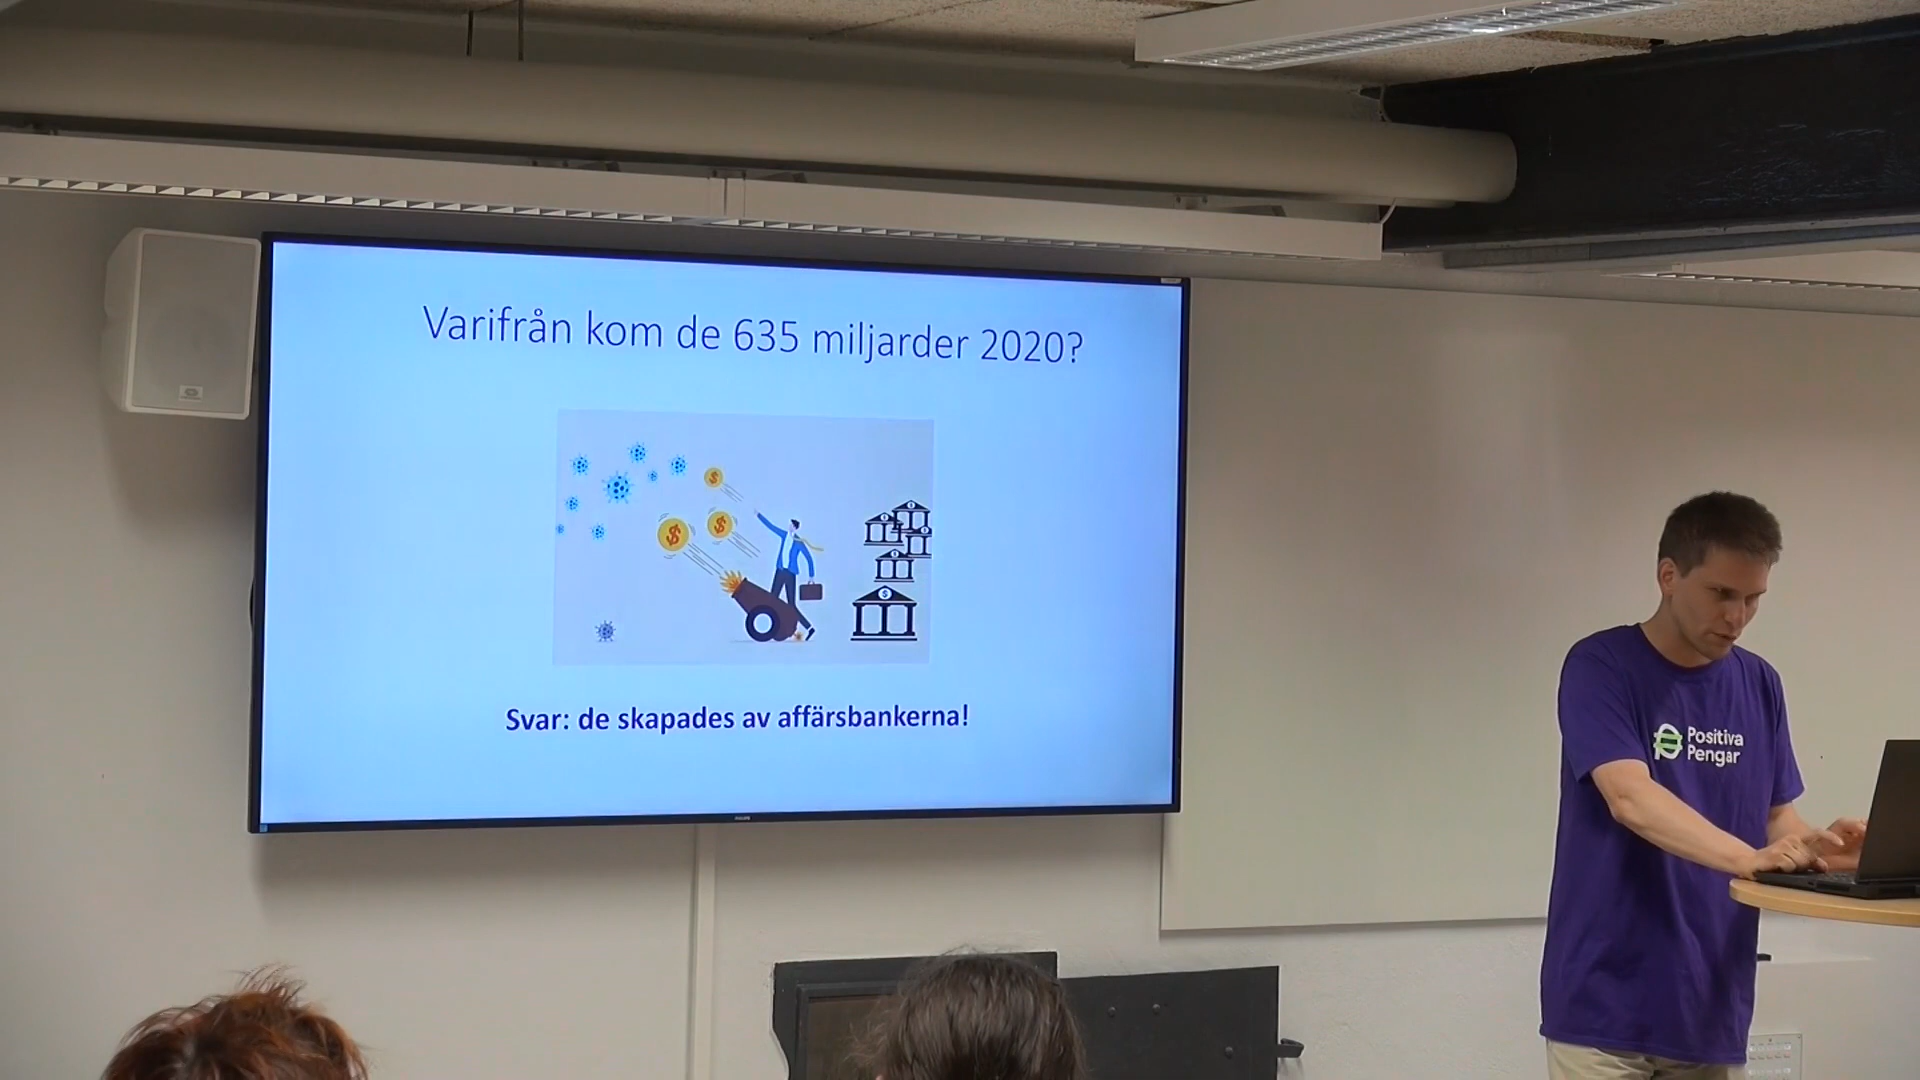 Varifrån kom de 635 miljarder 2020?
Svar: de skapades av affärsbankerna!
Positiva
Pengar